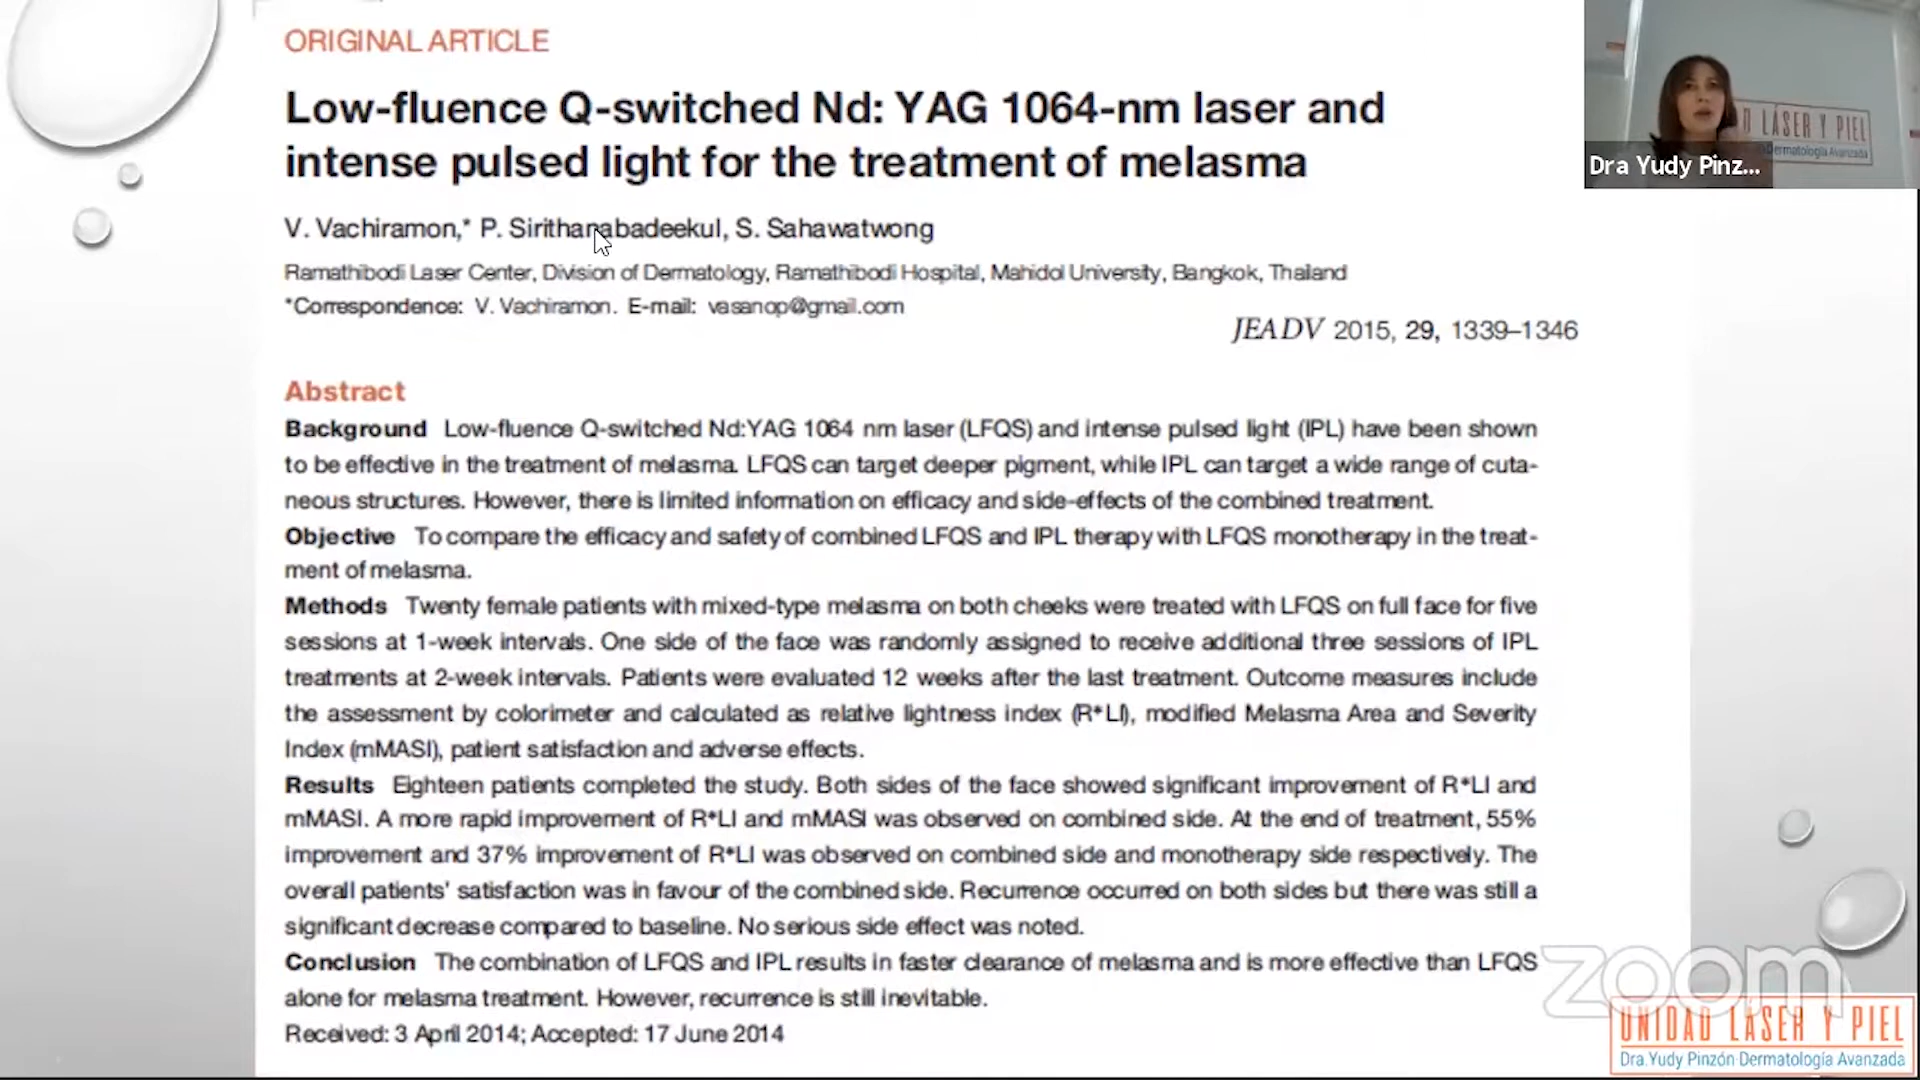 ORIGINAL ARTICLE
Low-fluence Q-switched Nd: YAG 1064-nm laser and
intense pulsed light for the treatment of melasma
V. Vachiramon,* P. Sirithanabadeekul, S. Sahawatwong
Ramathibodi Laser Center, Division of Dermatology, Ramathibodi Hospital, Mahidol University, Bangkok, Thailand
*Correspondence: V. Vachiramon. E-mail: vasanop@gmail.com
JEADV 2015, 29, 1339–1346
Abstract
Background Low-fluence Q-switched Nd:YAG 1064 nm laser (LFQS) and intense pulsed light (IPL) have been shown
to be effective in the treatment of melasma. LFQS can target deeper pigment, while IPL can target a wide range of cuta-
neous structures. However, there is limited information on efficacy and side-effects of the combined treatment.
Objective To compare the efficacy and safety of combined LFQS and IPL therapy with LFQS monotherapy in the treat-
ment of melasma.
Methods Twenty female patients with mixed-type melasma on both cheeks were treated with LFQS on full face for five
sessions at 1-week intervals. One side of the face was randomly assigned to receive additional three sessions of IPL
treatments at 2-week intervals. Patients were evaluated 12 weeks after the last treatment. Outcome measures include
the assessment by colorimeter and calculated as relative lightness index (R*LI), modified Melasma Area and Severity
Index (mMASI), patient satisfaction and adverse effects.
Results Eighteen patients completed the study. Both sides of the face showed significant improvement of R*LI and
mMASI. A more rapid improvement of R*LI and mMASI was observed on combined side. At the end of treatment, 55%
improvement and 37% improvement of R*LI was observed on combined side and monotherapy side respectively. The
overall patients' satisfaction was in favour of the combined side. Recurrence occurred on both sides but there was still a
significant decrease compared to baseline. No serious side effect was noted.
Conclusion The combination of LFQS and IPL results in faster clearance of melasma and is more effective than LFQS
alone for melasma treatment. However, recurrence is still inevitable.
Received: 3 April 2014; Accepted: 17 June 2014
D LÁSER Y PIEL
Dermatología Avanzada
Dra Yudy Pinz...
zoom
UNIDAD LÁSER Y PIEL
Dra.Yudy Pinzón Dermatología Avanzada